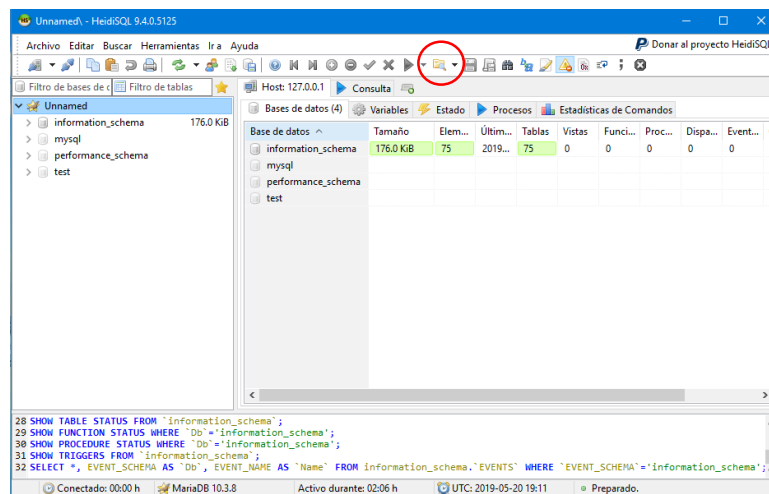 Unnamed\ - HeidiSQL 9.4.0.5125
Archivo Editar Buscar Herramientas Ir a Ayuda
Donar al proyecto HeidiSQL
Filtro de bases de c Filtro de tablas
Host: 127.0.0.1 Consulta
Unnamed
information_schema 176.0 KiB
mysql
performance_schema
test
Bases de datos (4) Variables Estado Procesos Estadísticas de Comandos
Base de datos Tamaño Elem... Últim... Tablas Vistas Funci... Proc... Dispa... Event...
information_schema 176.0 KiB 75 2019... 75 0 0 0 0 0
mysql
performance_schema
test
28 SHOW TABLE STATUS FROM `information_schema`;
29 SHOW FUNCTION STATUS WHERE `Db`='information_schema';
30 SHOW PROCEDURE STATUS WHERE `Db`='information_schema';
31 SHOW TRIGGERS FROM `information_schema`;
32 SELECT *, EVENT_SCHEMA AS `Db`, EVENT_NAME AS `Name` FROM information_schema.`EVENTS` WHERE `EVENT_SCHEMA`='information_schema';
Conectado: 00:00 h MariaDB 10.3.8 Activo durante: 02:06 h UTC: 2019-05-20 19:11 Preparado.